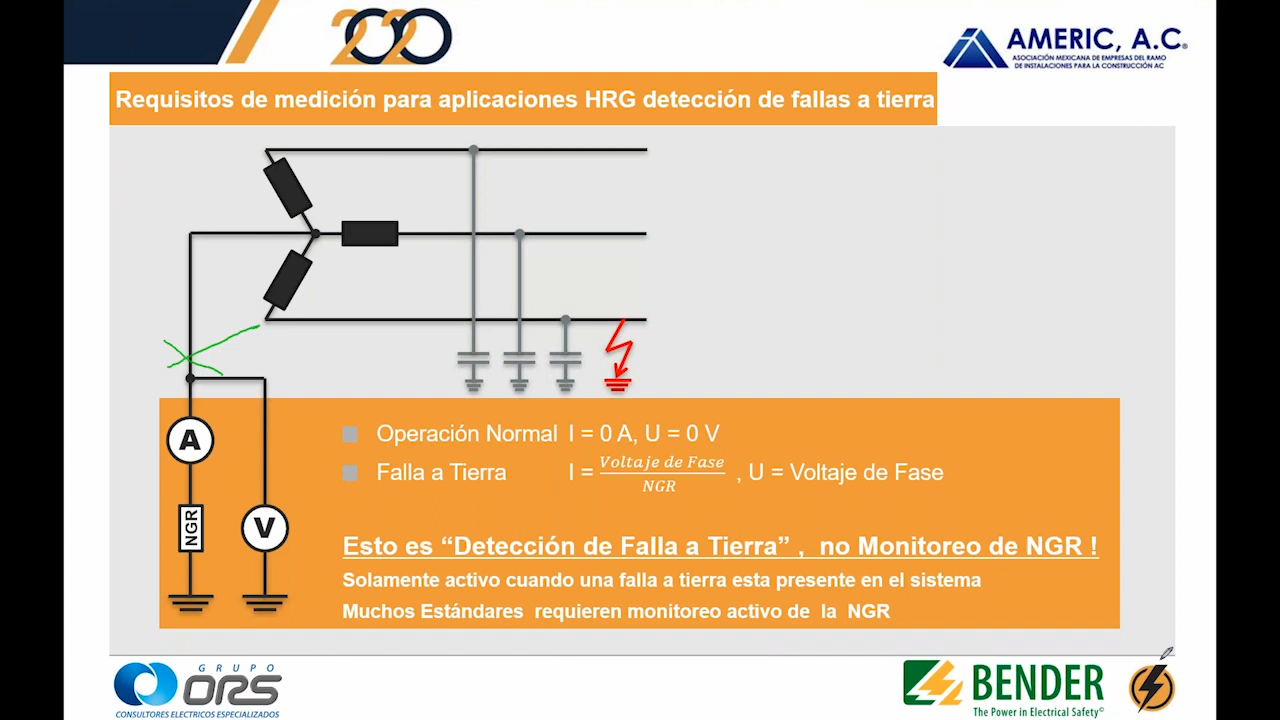 2020
AMERIC, A.C.
ASOCIACIÓN MEXICANA DE EMPRESAS DEL RAMO
DE INSTALACIONES PARA LA CONSTRUCCIÓN AC
Requisitos de medición para aplicaciones HRG detección de fallas a tierra
A
NGR
V
Operación Normal I = 0 A, U = 0 V
Falla a Tierra I = Voltaje de Fase / NGR , U = Voltaje de Fase
Esto es “Detección de Falla a Tierra” , no Monitoreo de NGR !
Solamente activo cuando una falla a tierra esta presente en el sistema
Muchos Estándares requieren monitoreo activo de la NGR
GRUPO
ORS
CONSULTORES ELECTRICOS ESPECIALIZADOS
BENDER
The Power in Electrical Safety©